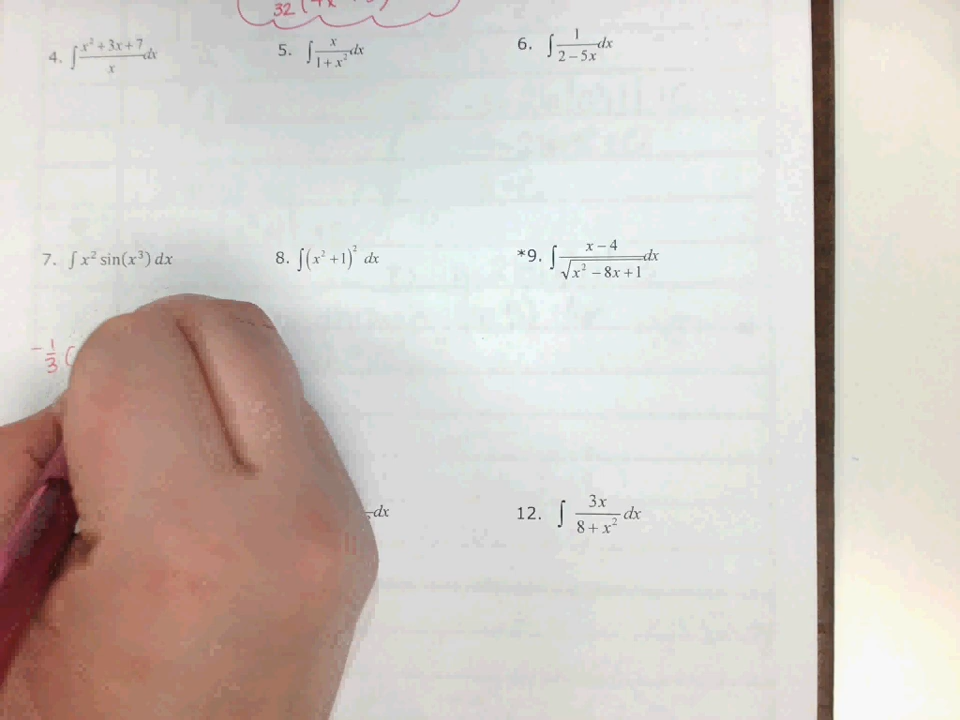 32 (4x
4. ∫ x² + 3x + 7 / x dx
5. ∫ x / 1 + x² dx
6. ∫ 1 / 2 − 5x dx
7. ∫ x² sin(x³) dx
8. ∫(x² + 1)² dx
*9. ∫ x − 4 / √x² − 8x + 1 dx
− 1/3 (
dx
12. ∫ 3x / 8 + x² dx